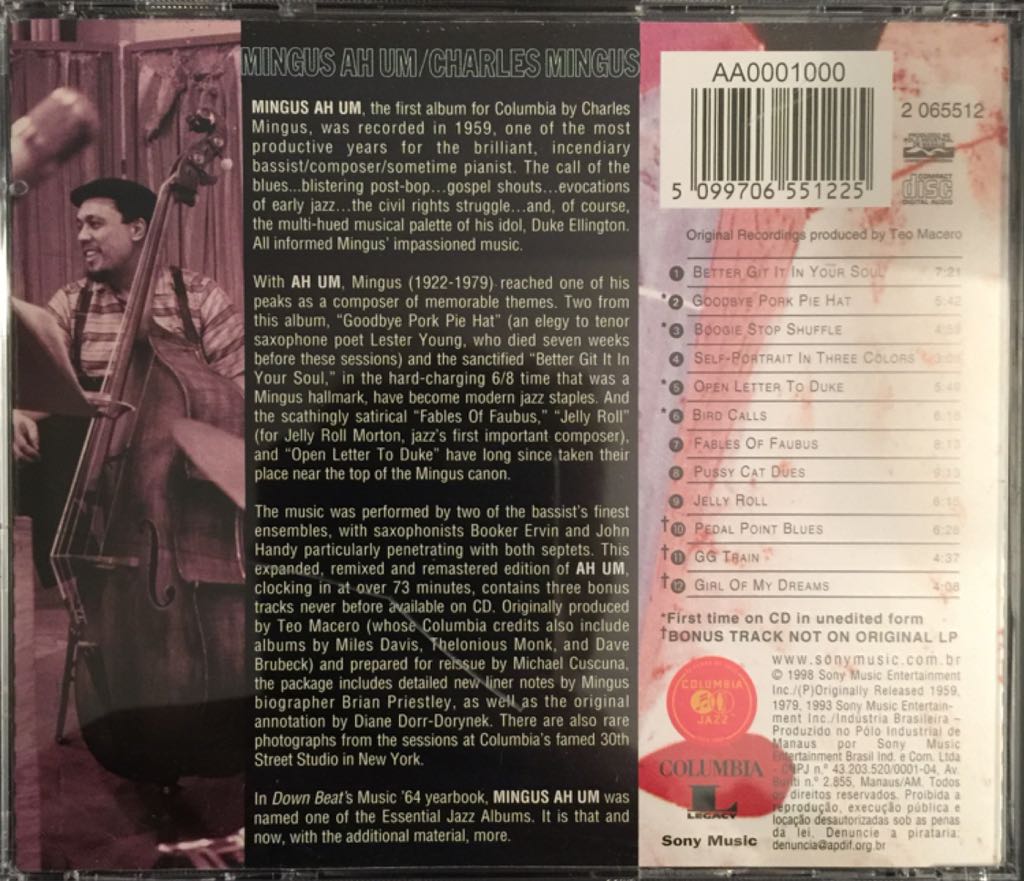 MINGUS AH UM/CHARLES MINGUS
MINGUS AH UM, the first album for Columbia by Charles
Mingus, was recorded in 1959, one of the most
productive years for the brilliant, incendiary
bassist/composer/sometime pianist. The call of the
blues...blistering post-bop...gospel shouts...evocations
of early jazz...the civil rights struggle...and, of course,
the multi-hued musical palette of his idol, Duke Ellington.
All informed Mingus' impassioned music.
With AH UM, Mingus (1922-1979) reached one of his
peaks as a composer of memorable themes. Two from
this album, "Goodbye Pork Pie Hat" (an elegy to tenor
saxophone poet Lester Young, who died seven weeks
before these sessions) and the sanctified "Better Git It In
Your Soul," in the hard-charging 6/8 time that was a
Mingus hallmark, have become modern jazz staples. And
the scathingly satirical "Fables Of Faubus," "Jelly Roll"
(for Jelly Roll Morton, jazz's first important composer),
and "Open Letter To Duke" have long since taken their
place near the top of the Mingus canon.
The music was performed by two of the bassist's finest
ensembles, with saxophonists Booker Ervin and John
Handy particularly penetrating with both septets. This
expanded, remixed and remastered edition of AH UM,
clocking in at over 73 minutes, contains three bonus
tracks never before available on CD. Originally produced
by Teo Macero (whose Columbia credits also include
albums by Miles Davis, Thelonious Monk, and Dave
Brubeck) and prepared for reissue by Michael Cuscuna,
the package includes detailed new liner notes by Mingus
biographer Brian Priestley, as well as the original
annotation by Diane Dorr-Dorynek. There are also rare
photographs from the sessions at Columbia's famed 30th
Street Studio in New York.
In Down Beat's Music '64 yearbook, MINGUS AH UM was
named one of the Essential Jazz Albums. It is that and
now, with the additional material, more.
AA0001000
5 099706 551225
2 065512
COMPACT
disc
DIGITAL AUDIO
Original Recordings produced by Teo Macero
1 BETTER GIT IT IN YOUR SOUL 7:21
*2 GOODBYE PORK PIE HAT 5:42
*3 BOOGIE STOP SHUFFLE 4:59
4 SELF-PORTRAIT IN THREE COLORS
*5 OPEN LETTER TO DUKE 5:49
*6 BIRD CALLS 6:16
7 FABLES OF FAUBUS 8:13
8 PUSSY CAT DUES 9:13
9 JELLY ROLL 6:15
†10 PEDAL POINT BLUES 6:28
†11 GG TRAIN 4:37
†12 GIRL OF MY DREAMS 4:08
*First time on CD in unedited form
†BONUS TRACK NOT ON ORIGINAL LP
COLUMBIA
JAZZ
COLUMBIA
L
LEGACY
Sony Music
www.sonymusic.com.br
© 1998 Sony Music Entertainment
Inc./(P)Originally Released 1959,
1979, 1993 Sony Music Entertain-
ment Inc./Indústria Brasileira –
Produzido no Pólo Industrial de
Manaus por Sony Music
Entertainment Brasil Ind. e Com. Ltda
- CNPJ n.º 43.203.520/0001-04, Av.
Buriti n.º 2.855, Manaus/AM. Todos
os direitos reservados. Proibida a
reprodução, execução pública e
locação desautorizadas sob as penas
da lei. Denuncie a pirataria:
denuncia@apdif.org.br